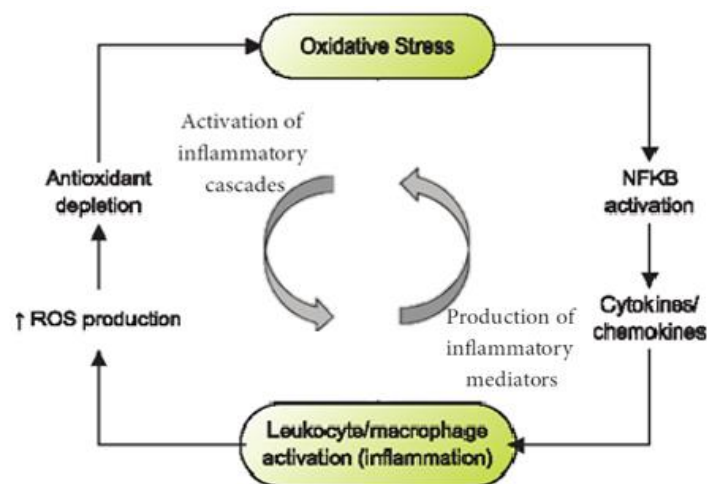 Oxidative Stress
Activation of
inflammatory
cascades
Antioxidant
depletion
NFKB
activation
↑ ROS production
Cytokines/
chemokines
Production of
inflammatory
mediators
Leukocyte/macrophage
activation (inflammation)